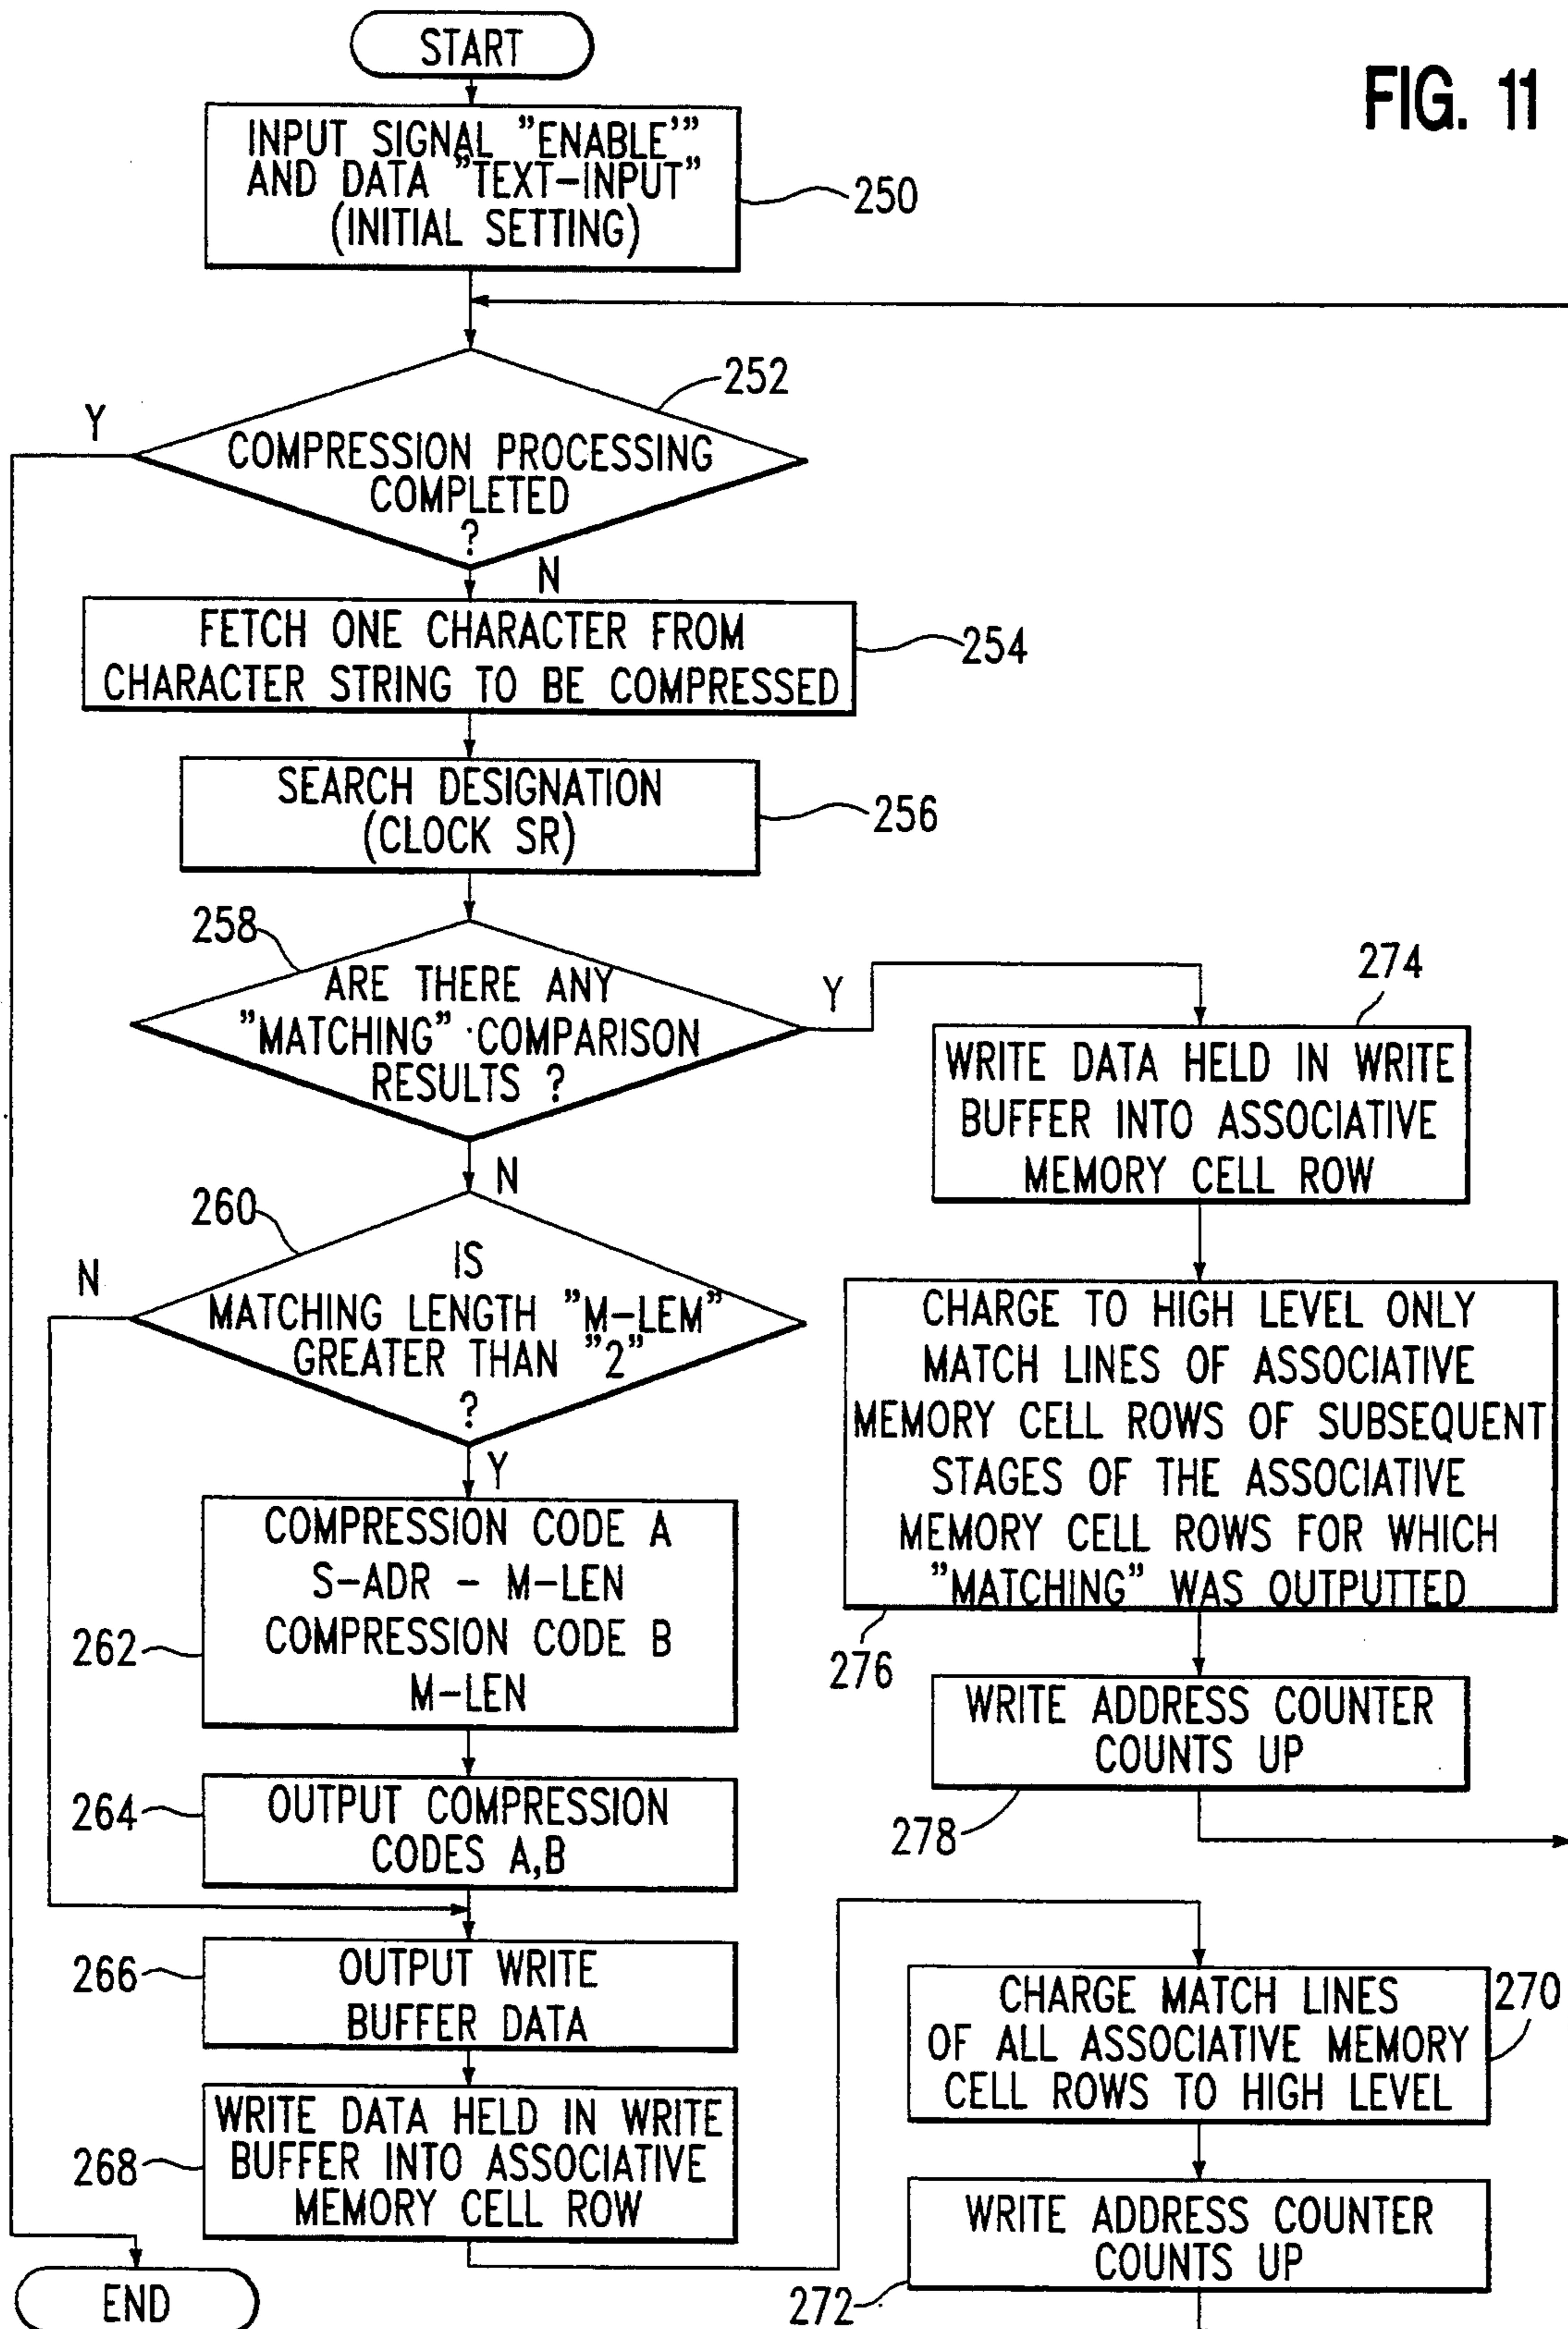 FIG. 11
START
INPUT SIGNAL "ENABLE'"
AND DATA "TEXT-INPUT"
(INITIAL SETTING)
250
252
Y
COMPRESSION PROCESSING
COMPLETED
?
N
FETCH ONE CHARACTER FROM
CHARACTER STRING TO BE COMPRESSED
254
SEARCH DESIGNATION
(CLOCK SR)
256
258
ARE THERE ANY
"MATCHING" COMPARISON
RESULTS ?
Y
N
260
IS
MATCHING LENGTH "M-LEM"
GREATER THAN "2"
?
N
Y
COMPRESSION CODE A
S-ADR - M-LEN
COMPRESSION CODE B
M-LEN
262
OUTPUT COMPRESSION
CODES A,B
264
OUTPUT WRITE
BUFFER DATA
266
WRITE DATA HELD IN WRITE
BUFFER INTO ASSOCIATIVE
MEMORY CELL ROW
268
END
274
WRITE DATA HELD IN WRITE
BUFFER INTO ASSOCIATIVE
MEMORY CELL ROW
CHARGE TO HIGH LEVEL ONLY
MATCH LINES OF ASSOCIATIVE
MEMORY CELL ROWS OF SUBSEQUENT
STAGES OF THE ASSOCIATIVE
MEMORY CELL ROWS FOR WHICH
"MATCHING" WAS OUTPUTTED
276
WRITE ADDRESS COUNTER
COUNTS UP
278
CHARGE MATCH LINES
OF ALL ASSOCIATIVE MEMORY
CELL ROWS TO HIGH LEVEL
270
WRITE ADDRESS COUNTER
COUNTS UP
272